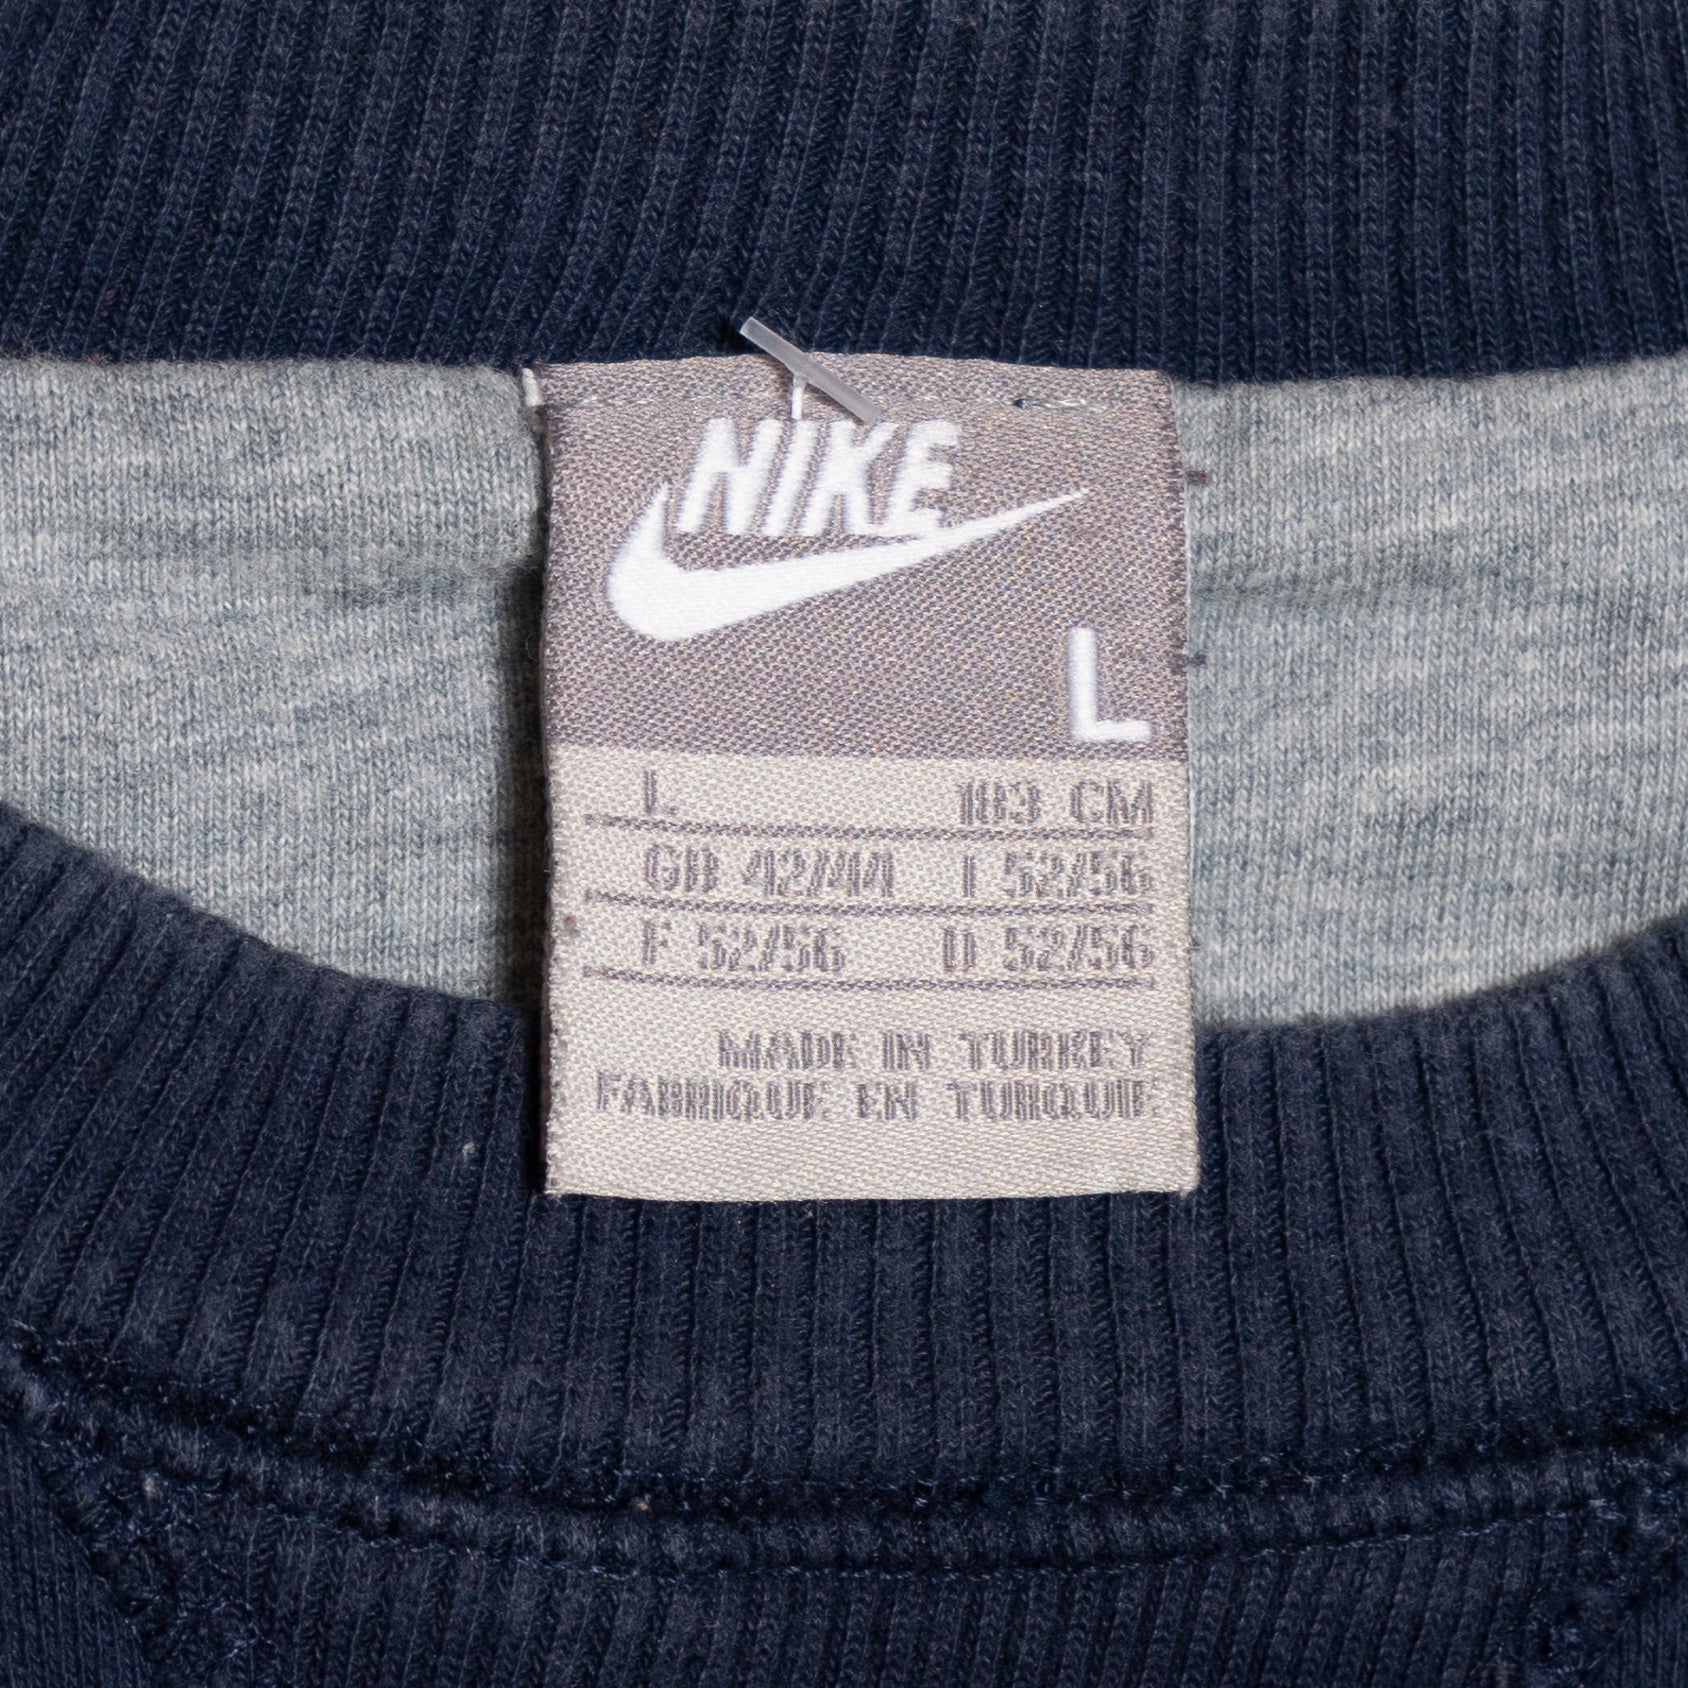 NIKE
L
L 183 CM
GB 42/44 I 52/56
F 52/56 D 52/56
MADE IN TURKEY
FABRIQUE EN TURQUIE